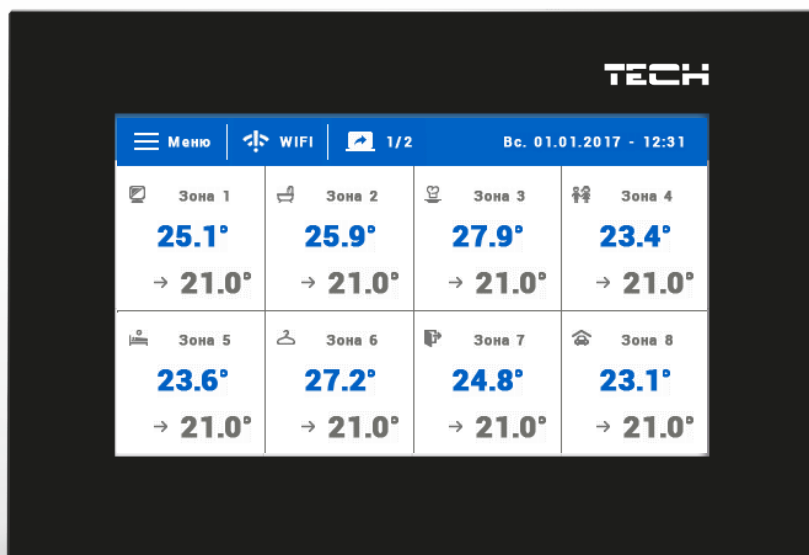 TECH
Меню WIFI 1/2 Вс. 01.01.2017 - 12:31
Зона 1 Зона 2 Зона 3 Зона 4
25.1° 25.9° 27.9° 23.4°
→ 21.0° → 21.0° → 21.0° → 21.0°
Зона 5 Зона 6 Зона 7 Зона 8
23.6° 27.2° 24.8° 23.1°
→ 21.0° → 21.0° → 21.0° → 21.0°